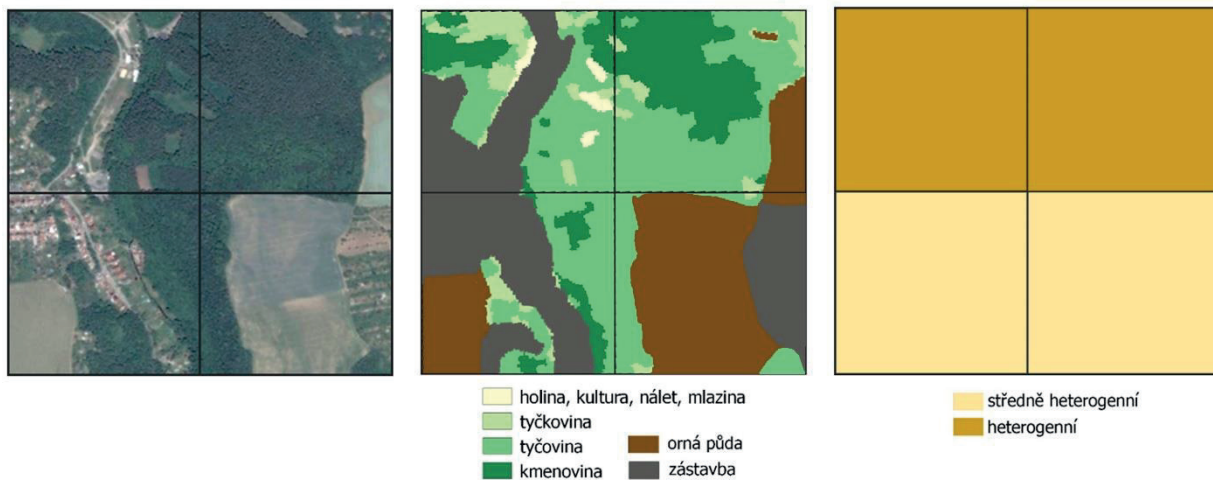 holina, kultura, nálet, mlazina
tyčkovina
tyčovina
kmenovina
orná půda
zástavba
středně heterogenní
heterogenní